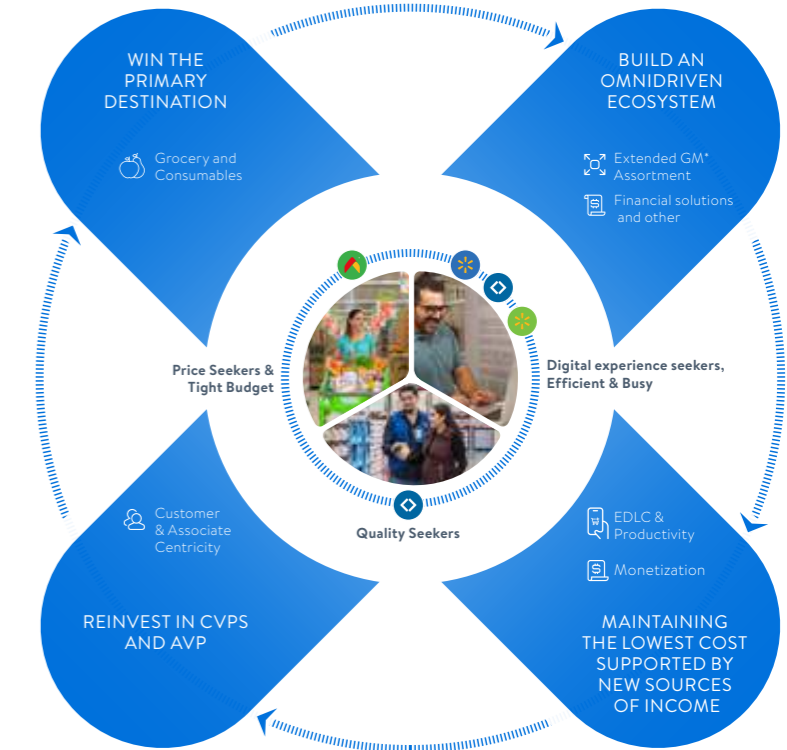 WIN THE
PRIMARY
DESTINATION
Grocery and
Consumables
BUILD AN
OMNIDRIVEN
ECOSYSTEM
Extended GM*
Assortment
Financial solutions
and other
Price Seekers &
Tight Budget
Digital experience seekers,
Efficient & Busy
Quality Seekers
Customer
& Associate
Centricity
REINVEST IN CVPS
AND AVP
EDLC &
Productivity
Monetization
MAINTAINING
THE LOWEST COST
SUPPORTED BY
NEW SOURCES
OF INCOME